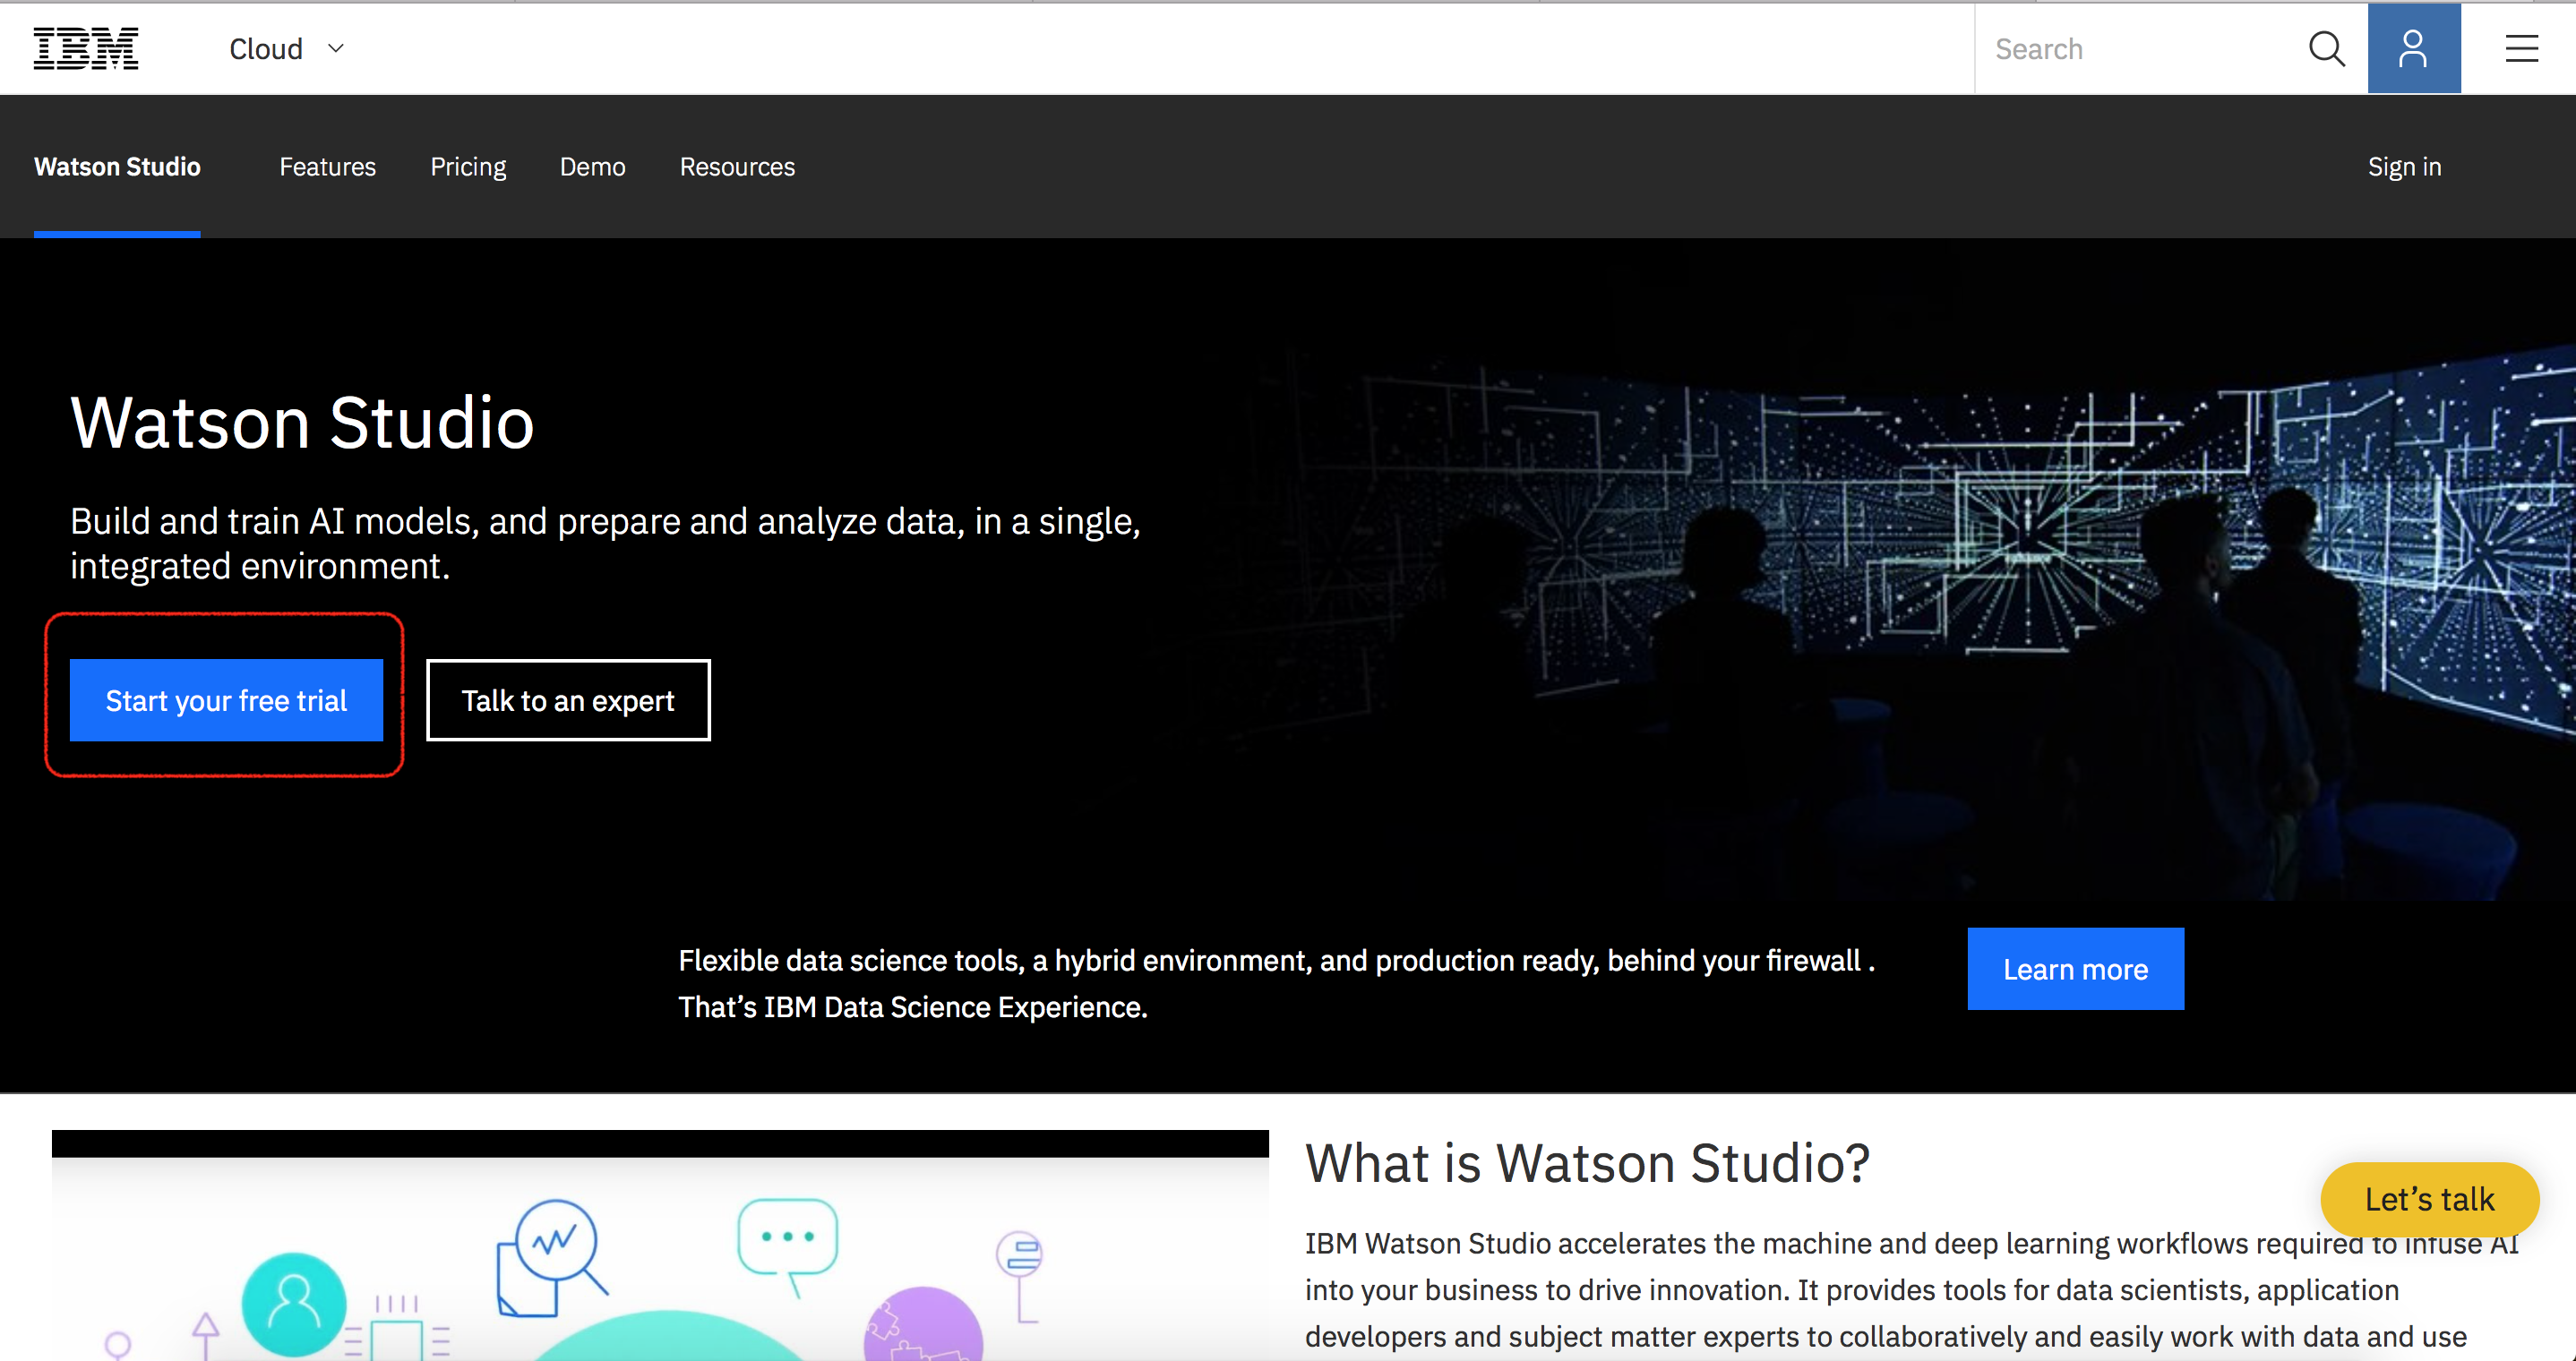 IBM
Cloud
Search
Watson Studio
Features
Pricing
Demo
Resources
Sign in
Watson Studio
Build and train AI models, and prepare and analyze data, in a single,
integrated environment.
Start your free trial
Talk to an expert
Flexible data science tools, a hybrid environment, and production ready, behind your firewall .
That’s IBM Data Science Experience.
Learn more
What is Watson Studio?
Let’s talk
IBM Watson Studio accelerates the machine and deep learning workflows required to infuse AI
into your business to drive innovation. It provides tools for data scientists, application
developers and subject matter experts to collaboratively and easily work with data and use